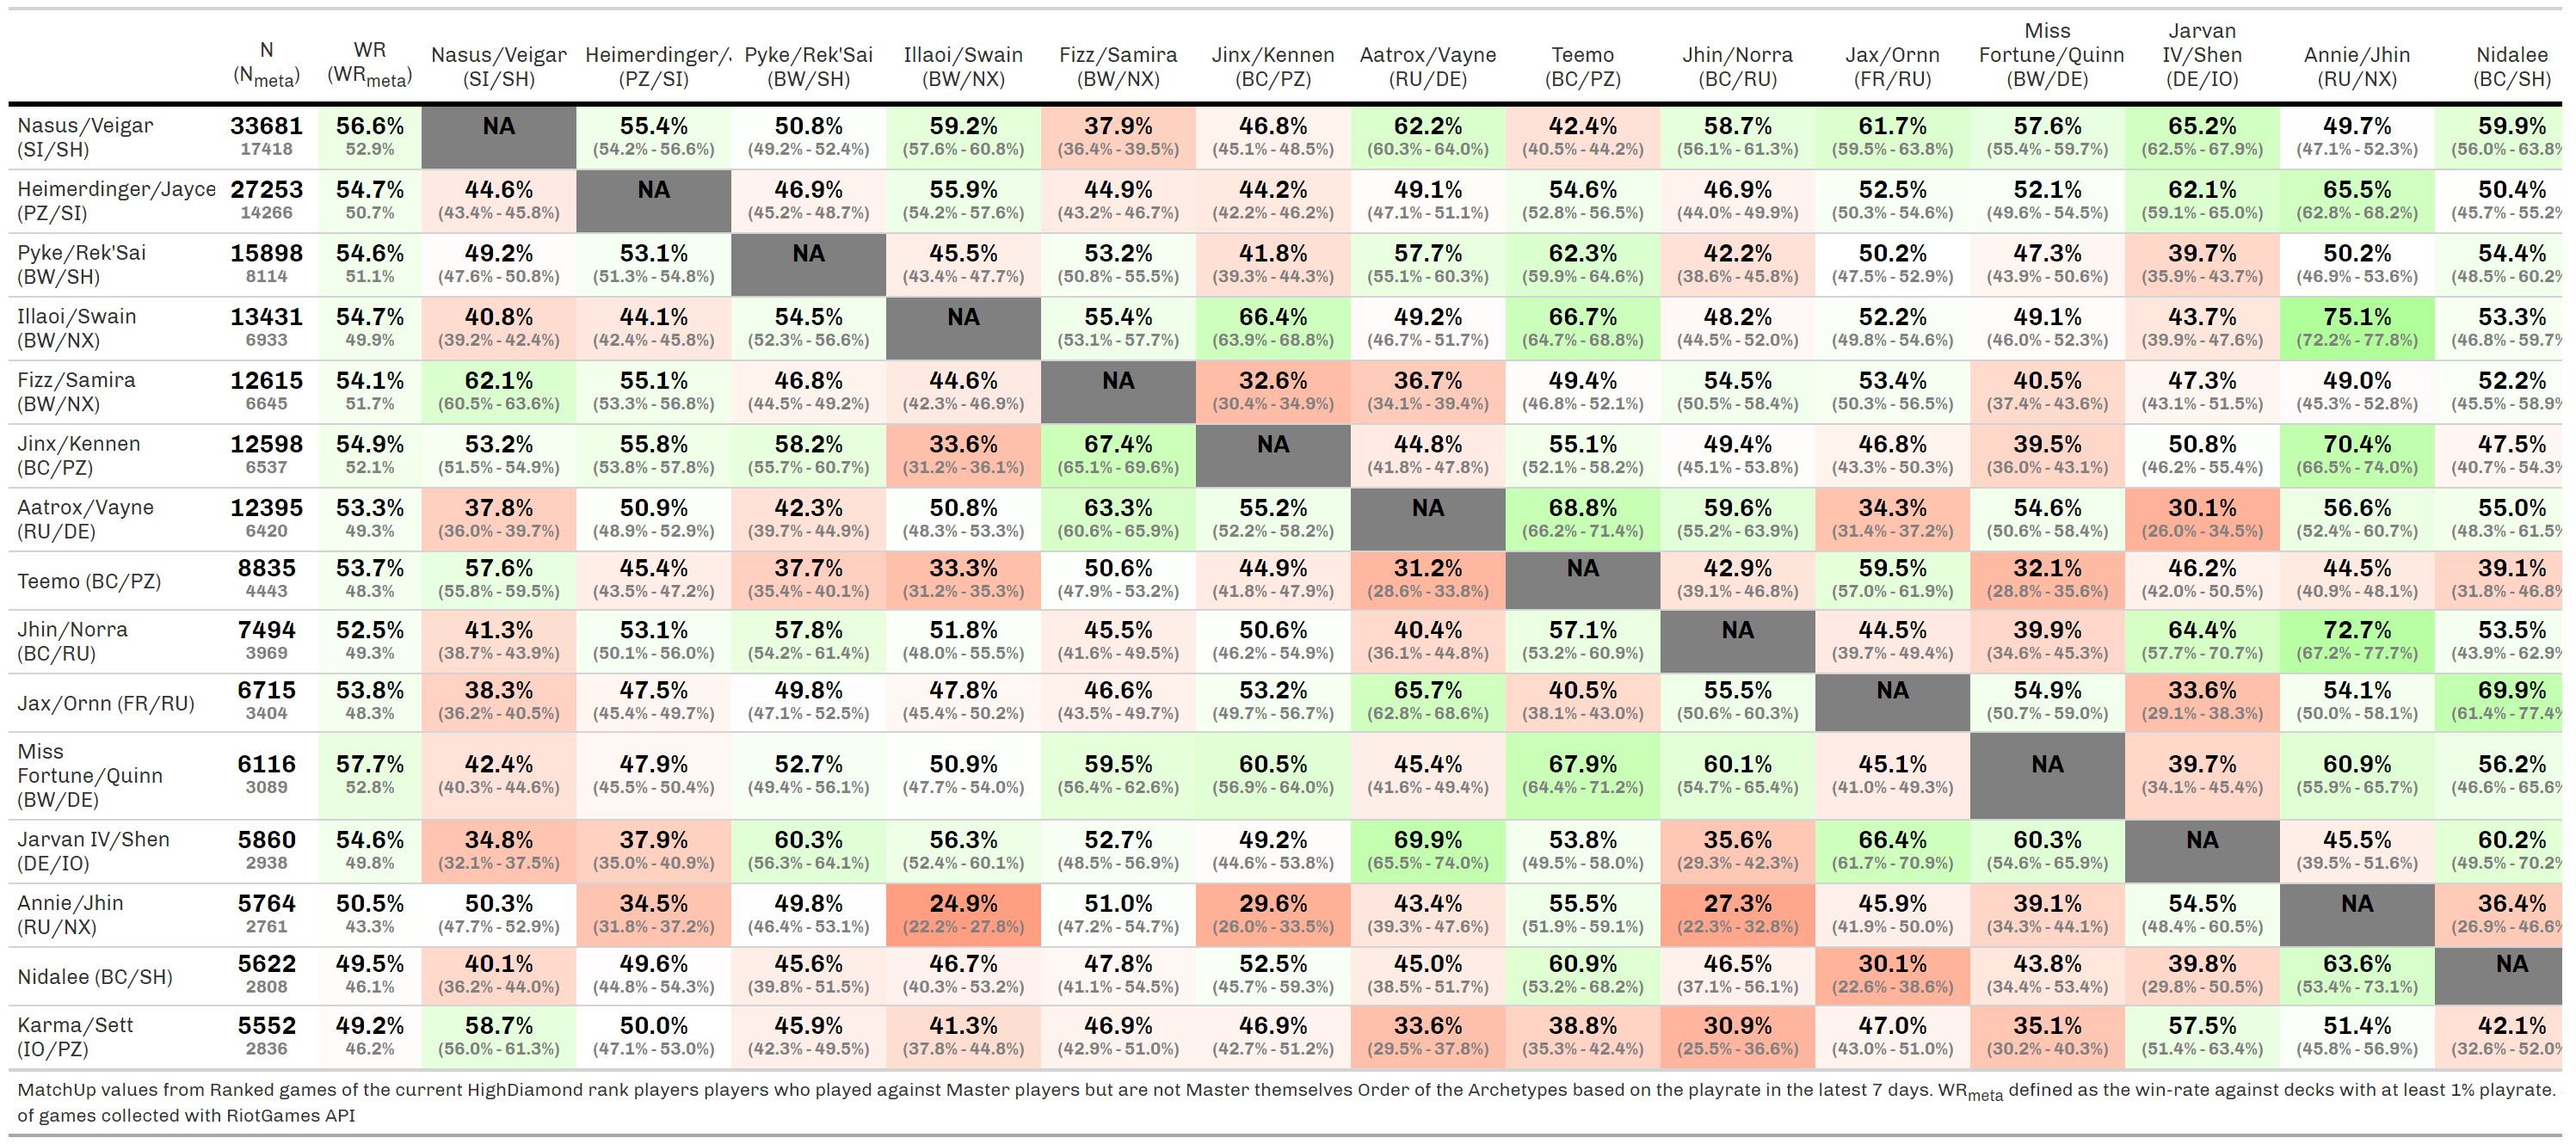 Miss Jarvan
N WR Nasus/Veigar Heimerdinger/ Pyke/Rek'Sai Illaoi/Swain Fizz/Samira Jinx/Kennen Aatrox/Vayne Teemo Jhin/Norra Jax/Ornn Fortune/Quinn IV/Shen Annie/Jhin Nidalee
(Nmeta) (WRmeta) (SI/SH) (PZ/SI) (BW/SH) (BW/NX) (BW/NX) (BC/PZ) (RU/DE) (BC/PZ) (BC/RU) (FR/RU) (BW/DE) (DE/IO) (RU/NX) (BC/SH)
Nasus/Veigar 33681 56.6% NA 55.4% 50.8% 59.2% 37.9% 46.8% 62.2% 42.4% 58.7% 61.7% 57.6% 65.2% 49.7% 59.9%
(SI/SH) 17418 52.9% (54.2% - 56.6%) (49.2% - 52.4%) (57.6% - 60.8%) (36.4% - 39.5%) (45.1% - 48.5%) (60.3% - 64.0%) (40.5% - 44.2%) (56.1% - 61.3%) (59.5% - 63.8%) (55.4% - 59.7%) (62.5% - 67.9%) (47.1% - 52.3%) (56.0% - 63.8%
Heimerdinger/Jayce 27253 54.7% 44.6% NA 46.9% 55.9% 44.9% 44.2% 49.1% 54.6% 46.9% 52.5% 52.1% 62.1% 65.5% 50.4%
(PZ/SI) 14266 50.7% (43.4% - 45.8%) (45.2% - 48.7%) (54.2% - 57.6%) (43.2% - 46.7%) (42.2% - 46.2%) (47.1% - 51.1%) (52.8% - 56.5%) (44.0% - 49.9%) (50.3% - 54.6%) (49.6% - 54.5%) (59.1% - 65.0%) (62.8% - 68.2%) (45.7% - 55.2%
Pyke/Rek'Sai 15898 54.6% 49.2% 53.1% NA 45.5% 53.2% 41.8% 57.7% 62.3% 42.2% 50.2% 47.3% 39.7% 50.2% 54.4%
(BW/SH) 8114 51.1% (47.6% - 50.8%) (51.3% - 54.8%) (43.4% - 47.7%) (50.8% - 55.5%) (39.3% - 44.3%) (55.1% - 60.3%) (59.9% - 64.6%) (38.6% - 45.8%) (47.5% - 52.9%) (43.9% - 50.6%) (35.9% - 43.7%) (46.9% - 53.6%) (48.5% - 60.2%
Illaoi/Swain 13431 54.7% 40.8% 44.1% 54.5% NA 55.4% 66.4% 49.2% 66.7% 48.2% 52.2% 49.1% 43.7% 75.1% 53.3%
(BW/NX) 6933 49.9% (39.2% - 42.4%) (42.4% - 45.8%) (52.3% - 56.6%) (53.1% - 57.7%) (63.9% - 68.8%) (46.7% - 51.7%) (64.7% - 68.8%) (44.5% - 52.0%) (49.8% - 54.6%) (46.0% - 52.3%) (39.9% - 47.6%) (72.2% - 77.8%) (46.8% - 59.7%
Fizz/Samira 12615 54.1% 62.1% 55.1% 46.8% 44.6% NA 32.6% 36.7% 49.4% 54.5% 53.4% 40.5% 47.3% 49.0% 52.2%
(BW/NX) 6645 51.7% (60.5% - 63.6%) (53.3% - 56.8%) (44.5% - 49.2%) (42.3% - 46.9%) (30.4% - 34.9%) (34.1% - 39.4%) (46.8% - 52.1%) (50.5% - 58.4%) (50.3% - 56.5%) (37.4% - 43.6%) (43.1% - 51.5%) (45.3% - 52.8%) (45.5% - 58.9%
Jinx/Kennen 12598 54.9% 53.2% 55.8% 58.2% 33.6% 67.4% NA 44.8% 55.1% 49.4% 46.8% 39.5% 50.8% 70.4% 47.5%
(BC/PZ) 6537 52.1% (51.5% - 54.9%) (53.8% - 57.8%) (55.7% - 60.7%) (31.2% - 36.1%) (65.1% - 69.6%) (41.8% - 47.8%) (52.1% - 58.2%) (45.1% - 53.8%) (43.3% - 50.3%) (36.0% - 43.1%) (46.2% - 55.4%) (66.5% - 74.0%) (40.7% - 54.3%
Aatrox/Vayne 12395 53.3% 37.8% 50.9% 42.3% 50.8% 63.3% 55.2% NA 68.8% 59.6% 34.3% 54.6% 30.1% 56.6% 55.0%
(RU/DE) 6420 49.3% (36.0% - 39.7%) (48.9% - 52.9%) (39.7% - 44.9%) (48.3% - 53.3%) (60.6% - 65.9%) (52.2% - 58.2%) (66.2% - 71.4%) (55.2% - 63.9%) (31.4% - 37.2%) (50.6% - 58.4%) (26.0% - 34.5%) (52.4% - 60.7%) (48.3% - 61.5%
Teemo (BC/PZ) 8835 53.7% 57.6% 45.4% 37.7% 33.3% 50.6% 44.9% 31.2% NA 42.9% 59.5% 32.1% 46.2% 44.5% 39.1%
4443 48.3% (55.8% - 59.5%) (43.5% - 47.2%) (35.4% - 40.1%) (31.2% - 35.3%) (47.9% - 53.2%) (41.8% - 47.9%) (28.6% - 33.8%) (39.1% - 46.8%) (57.0% - 61.9%) (28.8% - 35.6%) (42.0% - 50.5%) (40.9% - 48.1%) (31.8% - 46.8%
Jhin/Norra 7494 52.5% 41.3% 53.1% 57.8% 51.8% 45.5% 50.6% 40.4% 57.1% NA 44.5% 39.9% 64.4% 72.7% 53.5%
(BC/RU) 3969 49.3% (38.7% - 43.9%) (50.1% - 56.0%) (54.2% - 61.4%) (48.0% - 55.5%) (41.6% - 49.5%) (46.2% - 54.9%) (36.1% - 44.8%) (53.2% - 60.9%) (39.7% - 49.4%) (34.6% - 45.3%) (57.7% - 70.7%) (67.2% - 77.7%) (43.9% - 62.9%
Jax/Ornn (FR/RU) 6715 53.8% 38.3% 47.5% 49.8% 47.8% 46.6% 53.2% 65.7% 40.5% 55.5% NA 54.9% 33.6% 54.1% 69.9%
3404 48.3% (36.2% - 40.5%) (45.4% - 49.7%) (47.1% - 52.5%) (45.4% - 50.2%) (43.5% - 49.7%) (49.7% - 56.7%) (62.8% - 68.6%) (38.1% - 43.0%) (50.6% - 60.3%) (50.7% - 59.0%) (29.1% - 38.3%) (50.0% - 58.1%) (61.4% - 77.4%
Miss
Fortune/Quinn 6116 57.7% 42.4% 47.9% 52.7% 50.9% 59.5% 60.5% 45.4% 67.9% 60.1% 45.1% NA 39.7% 60.9% 56.2%
(BW/DE) 3089 52.8% (40.3% - 44.6%) (45.5% - 50.4%) (49.4% - 56.1%) (47.7% - 54.0%) (56.4% - 62.6%) (56.9% - 64.0%) (41.6% - 49.4%) (64.4% - 71.2%) (54.7% - 65.4%) (41.0% - 49.3%) (34.1% - 45.4%) (55.9% - 65.7%) (46.6% - 65.6%
Jarvan IV/Shen 5860 54.6% 34.8% 37.9% 60.3% 56.3% 52.7% 49.2% 69.9% 53.8% 35.6% 66.4% 60.3% NA 45.5% 60.2%
(DE/IO) 2938 49.8% (32.1% - 37.5%) (35.0% - 40.9%) (56.3% - 64.1%) (52.4% - 60.1%) (48.5% - 56.9%) (44.6% - 53.8%) (65.5% - 74.0%) (49.5% - 58.0%) (29.3% - 42.3%) (61.7% - 70.9%) (54.6% - 65.9%) (39.5% - 51.6%) (49.5% - 70.2%
Annie/Jhin 5764 50.5% 50.3% 34.5% 49.8% 24.9% 51.0% 29.6% 43.4% 55.5% 27.3% 45.9% 39.1% 54.5% NA 36.4%
(RU/NX) 2761 43.3% (47.7% - 52.9%) (31.8% - 37.2%) (46.4% - 53.1%) (22.2% - 27.8%) (47.2% - 54.7%) (26.0% - 33.5%) (39.3% - 47.6%) (51.9% - 59.1%) (22.3% - 32.8%) (41.9% - 50.0%) (34.3% - 44.1%) (48.4% - 60.5%) (26.9% - 46.6%
Nidalee (BC/SH) 5622 49.5% 40.1% 49.6% 45.6% 46.7% 47.8% 52.5% 45.0% 60.9% 46.5% 30.1% 43.8% 39.8% 63.6% NA
2808 46.1% (36.2% - 44.0%) (44.8% - 54.3%) (39.8% - 51.5%) (40.3% - 53.2%) (41.1% - 54.5%) (45.7% - 59.3%) (38.5% - 51.7%) (53.2% - 68.2%) (37.1% - 56.1%) (22.6% - 38.6%) (34.4% - 53.4%) (29.8% - 50.5%) (53.4% - 73.1%)
Karma/Sett 5552 49.2% 58.7% 50.0% 45.9% 41.3% 46.9% 46.9% 33.6% 38.8% 30.9% 47.0% 35.1% 57.5% 51.4% 42.1%
(IO/PZ) 2836 46.2% (56.0% - 61.3%) (47.1% - 53.0%) (42.3% - 49.5%) (37.8% - 44.8%) (42.9% - 51.0%) (42.7% - 51.2%) (29.5% - 37.8%) (35.3% - 42.4%) (25.5% - 36.6%) (43.0% - 51.0%) (30.2% - 40.3%) (51.4% - 63.4%) (45.8% - 56.9%) (32.6% - 52.0%
MatchUp values from Ranked games of the current HighDiamond rank players players who played against Master players but are not Master themselves Order of the Archetypes based on the playrate in the latest 7 days. WRmeta defined as the win-rate against decks with at least 1% playrate.
of games collected with RiotGames API